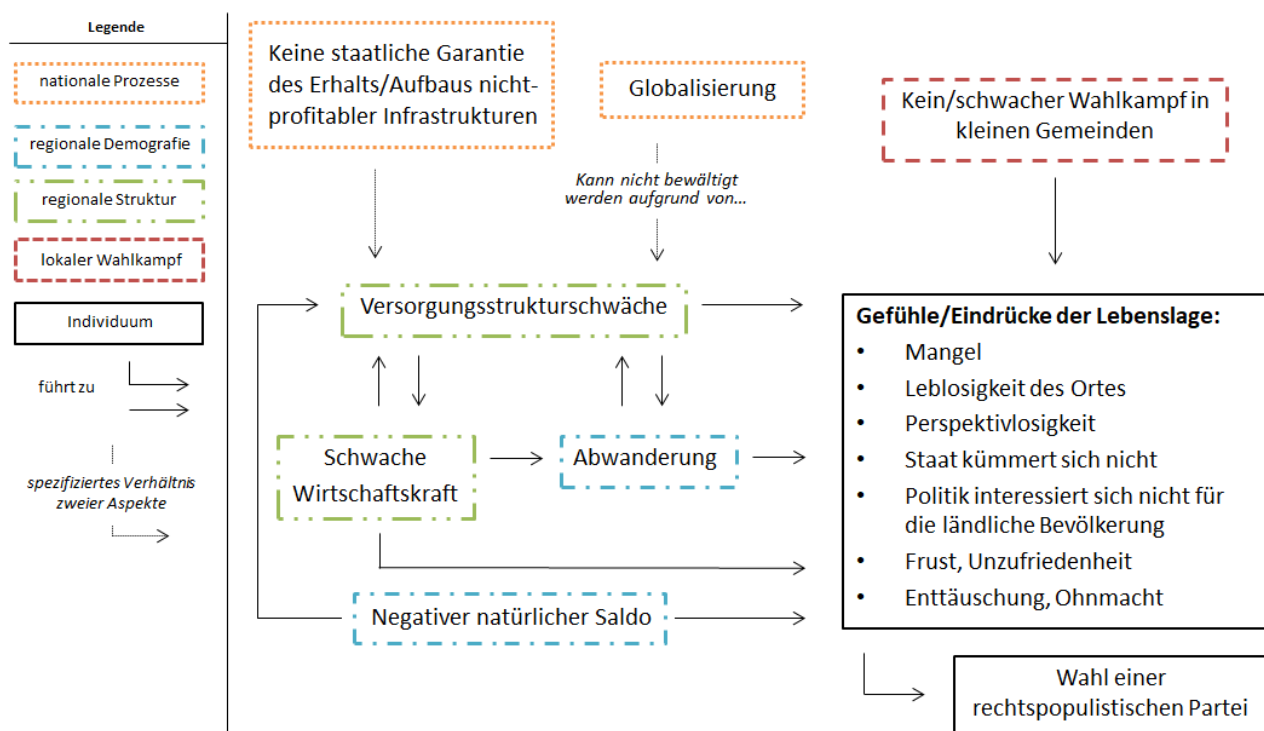 Legende
nationale Prozesse
regionale Demografie
regionale Struktur
lokaler Wahlkampf
Individuum
führt zu
spezifiziertes Verhältnis
zweier Aspekte
Keine staatliche Garantie
des Erhalts/Aufbaus nicht-
profitabler Infrastrukturen
Globalisierung
Kein/schwacher Wahlkampf in
kleinen Gemeinden
Kann nicht bewältigt
werden aufgrund von...
Versorgungsstrukturschwäche
Schwache
Wirtschaftskraft
Abwanderung
Negativer natürlicher Saldo
Gefühle/Eindrücke der Lebenslage:
• Mangel
• Leblosigkeit des Ortes
• Perspektivlosigkeit
• Staat kümmert sich nicht
• Politik interessiert sich nicht für
die ländliche Bevölkerung
• Frust, Unzufriedenheit
• Enttäuschung, Ohnmacht
Wahl einer
rechtspopulistischen Partei